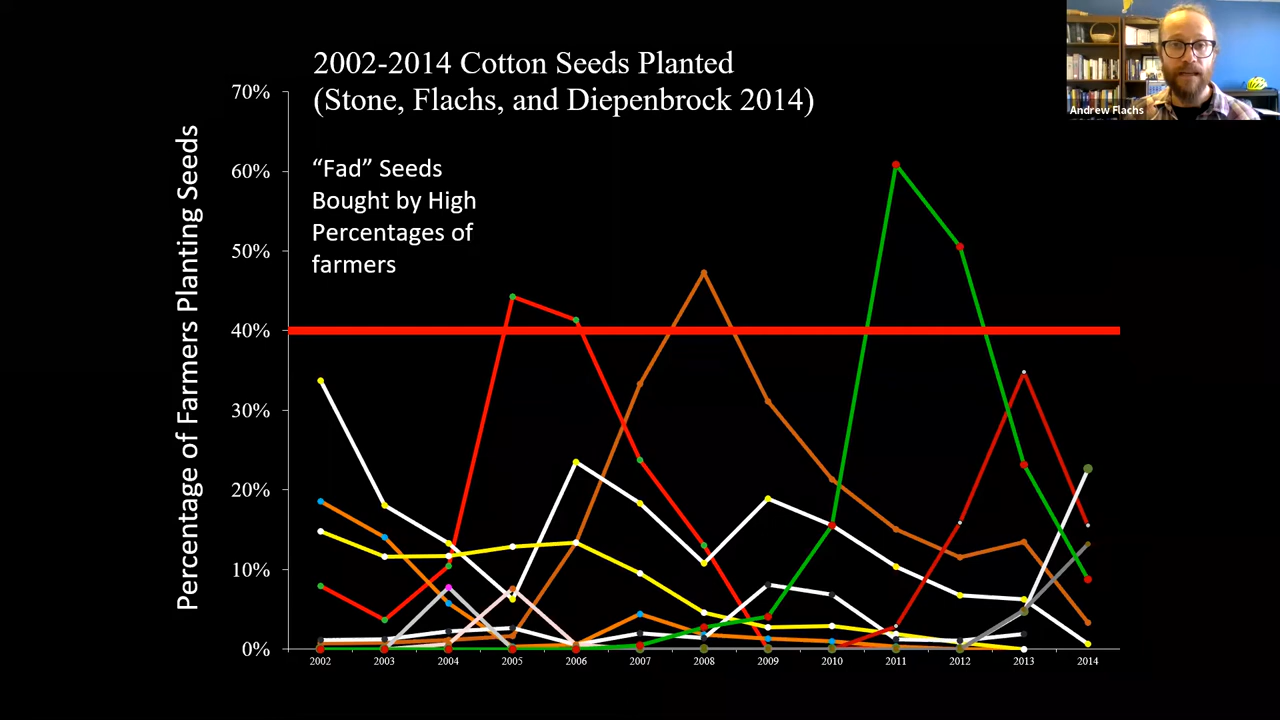 2002-2014 Cotton Seeds Planted
(Stone, Flachs, and Diepenbrock 2014)
Andrew Flachs
Percentage of Farmers Planting Seeds
“Fad” Seeds
Bought by High
Percentages of
farmers
70%
60%
50%
40%
30%
20%
10%
0%
2002 2003 2004 2005 2006 2007 2008 2009 2010 2011 2012 2013 2014